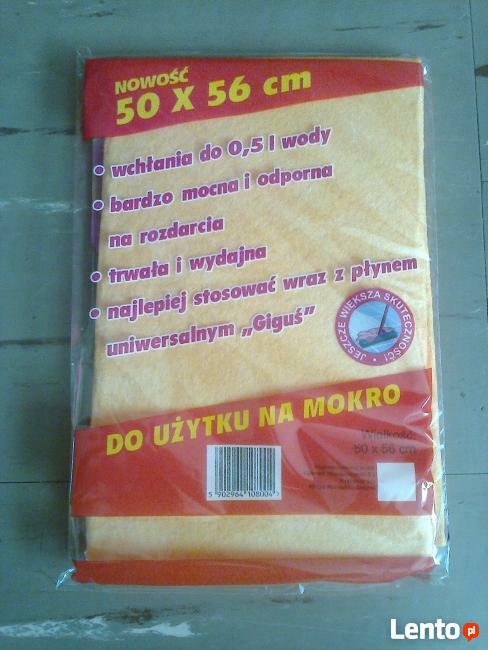 NOWOŚĆ
50 X 56 cm
wchłania do 0,5 l wody
bardzo mocna i odporna
na rozdarcia
trwała i wydajna
najlepiej stosować wraz z płynem
uniwersalnym „Giguś"
JESZCZE WIĘKSZA SKUTECZNOŚĆ!
DO UŻYTKU NA MOKRO
Wielkość:
50 x 56 cm
5 902964 108004
Lento.pl